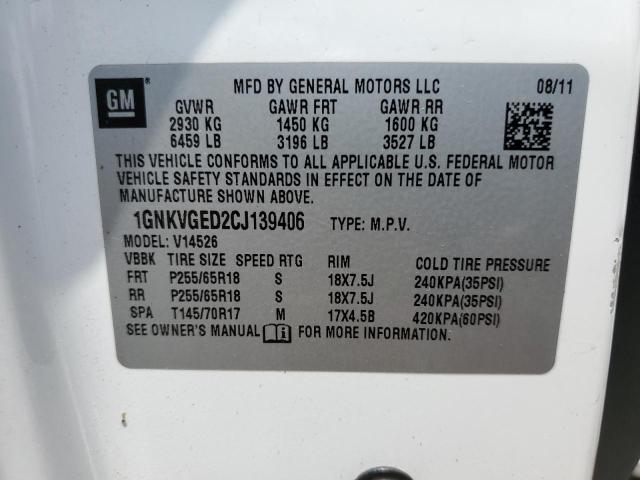 GM ®
MFD BY GENERAL MOTORS LLC 08/11
GVWR GAWR FRT GAWR RR
2930 KG 1450 KG 1600 KG
6459 LB 3196 LB 3527 LB
THIS VEHICLE CONFORMS TO ALL APPLICABLE U.S. FEDERAL MOTOR
VEHICLE SAFETY STANDARDS IN EFFECT ON THE DATE OF
MANUFACTURE SHOWN ABOVE.
1GNKVGED2CJ139406 TYPE: M.P.V.
MODEL: V14526
VBBK TIRE SIZE SPEED RTG RIM COLD TIRE PRESSURE
FRT P255/65R18 S 18X7.5J 240KPA(35PSI)
RR P255/65R18 S 18X7.5J 240KPA(35PSI)
SPA T145/70R17 M 17X4.5B 420KPA(60PSI)
SEE OWNER'S MANUAL FOR MORE INFORMATION.